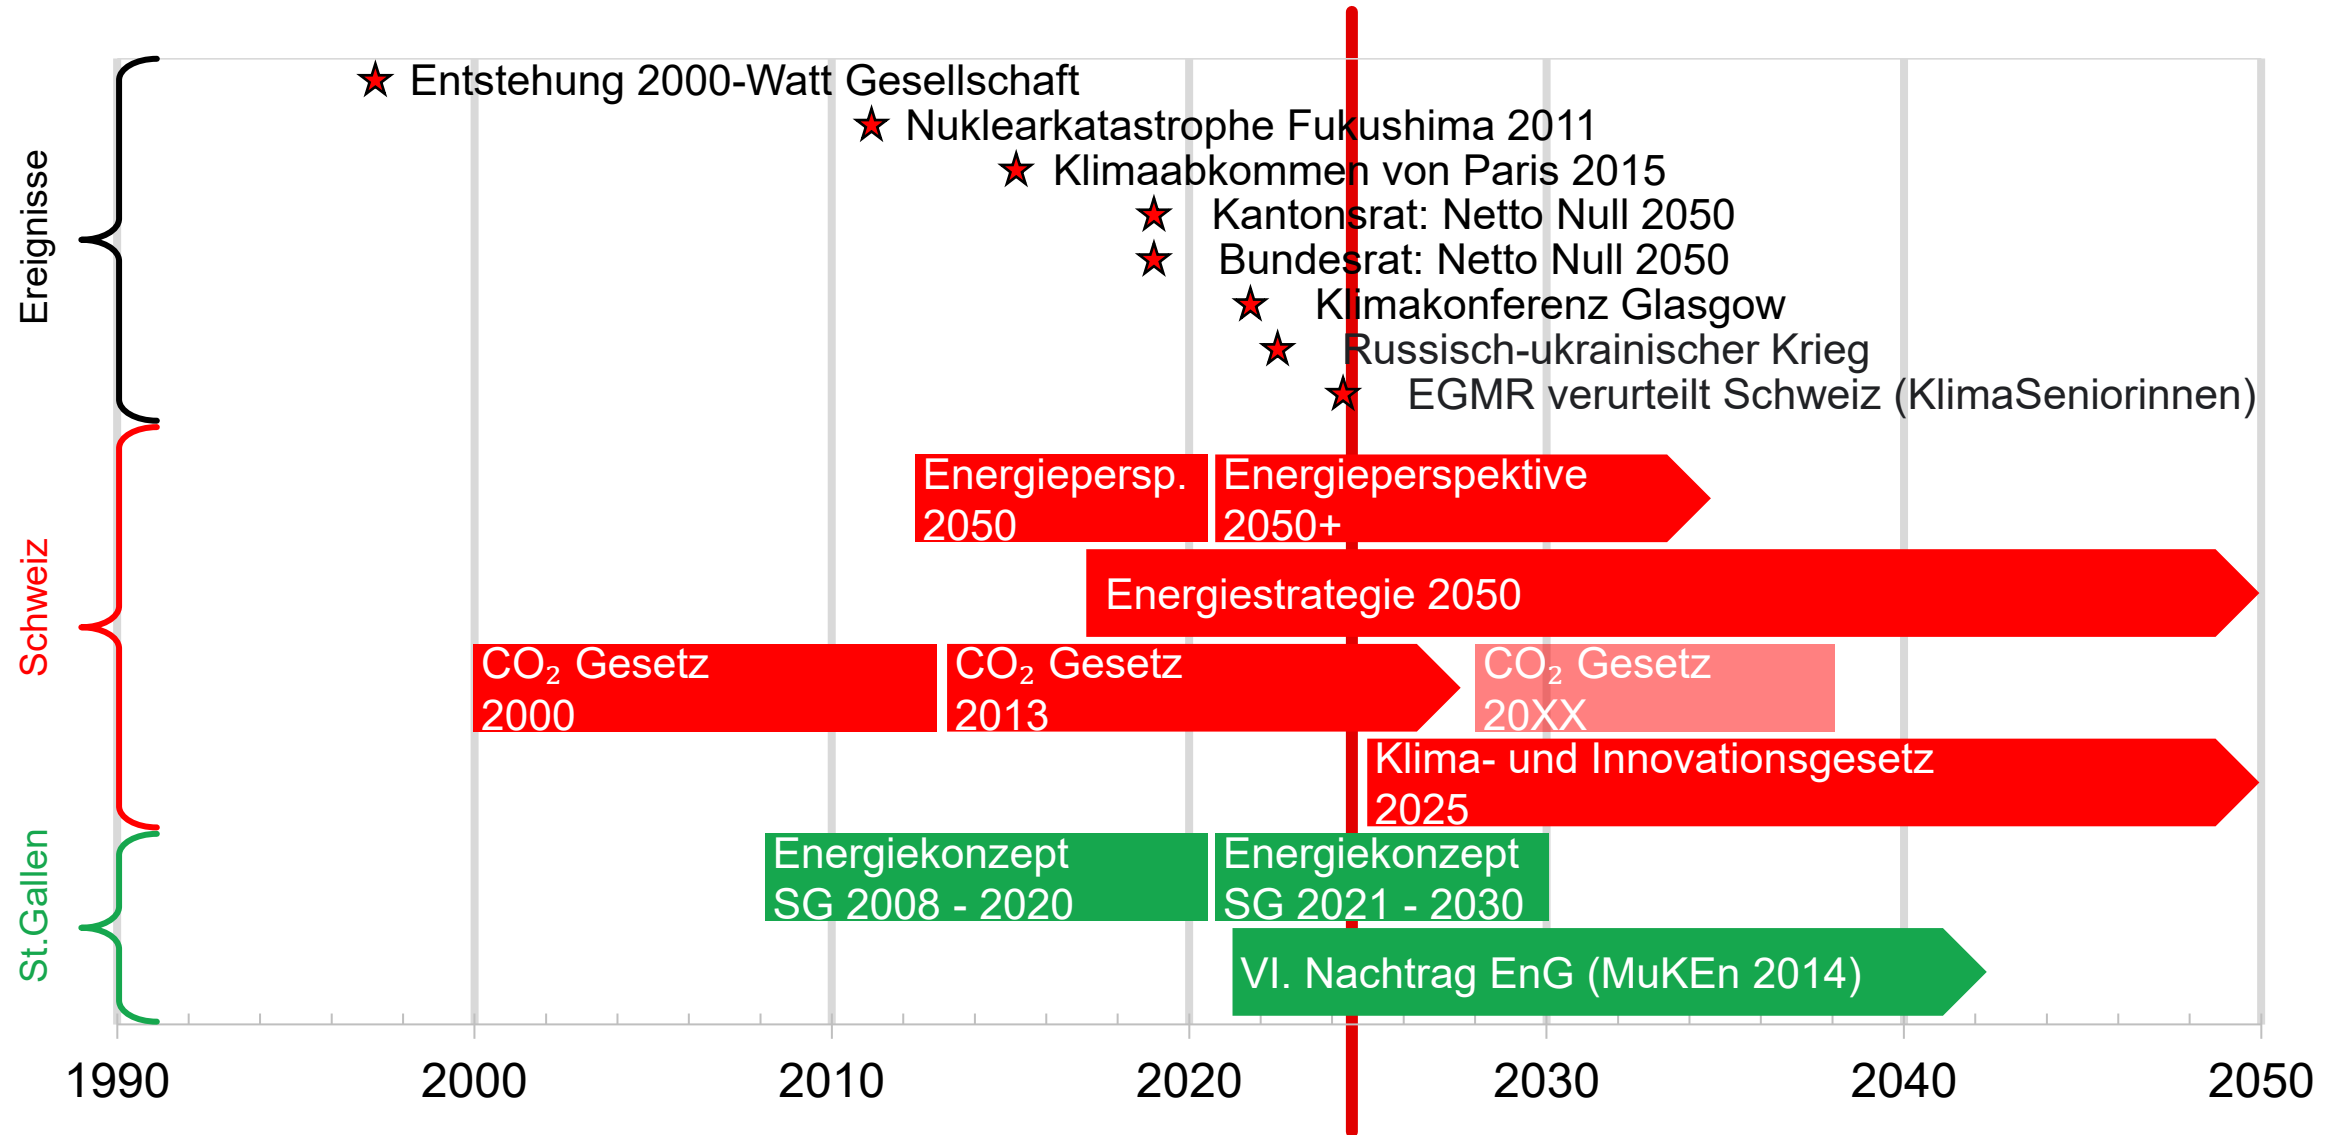 Ereignisse
Entstehung 2000-Watt Gesellschaft
Nuklearkatastrophe Fukushima 2011
Klimaabkommen von Paris 2015
Kantonsrat: Netto Null 2050
Bundesrat: Netto Null 2050
Klimakonferenz Glasgow
Russisch-ukrainischer Krieg
EGMR verurteilt Schweiz (KlimaSeniorinnen)
Schweiz
Energiepersp.
2050
Energieperspektive
2050+
Energiestrategie 2050
CO₂ Gesetz
2000
CO₂ Gesetz
2013
CO₂ Gesetz
20XX
Klima- und Innovationsgesetz
2025
St.Gallen
Energiekonzept
SG 2008 - 2020
Energiekonzept
SG 2021 - 2030
VI. Nachtrag EnG (MuKEn 2014)
1990 2000 2010 2020 2030 2040 2050